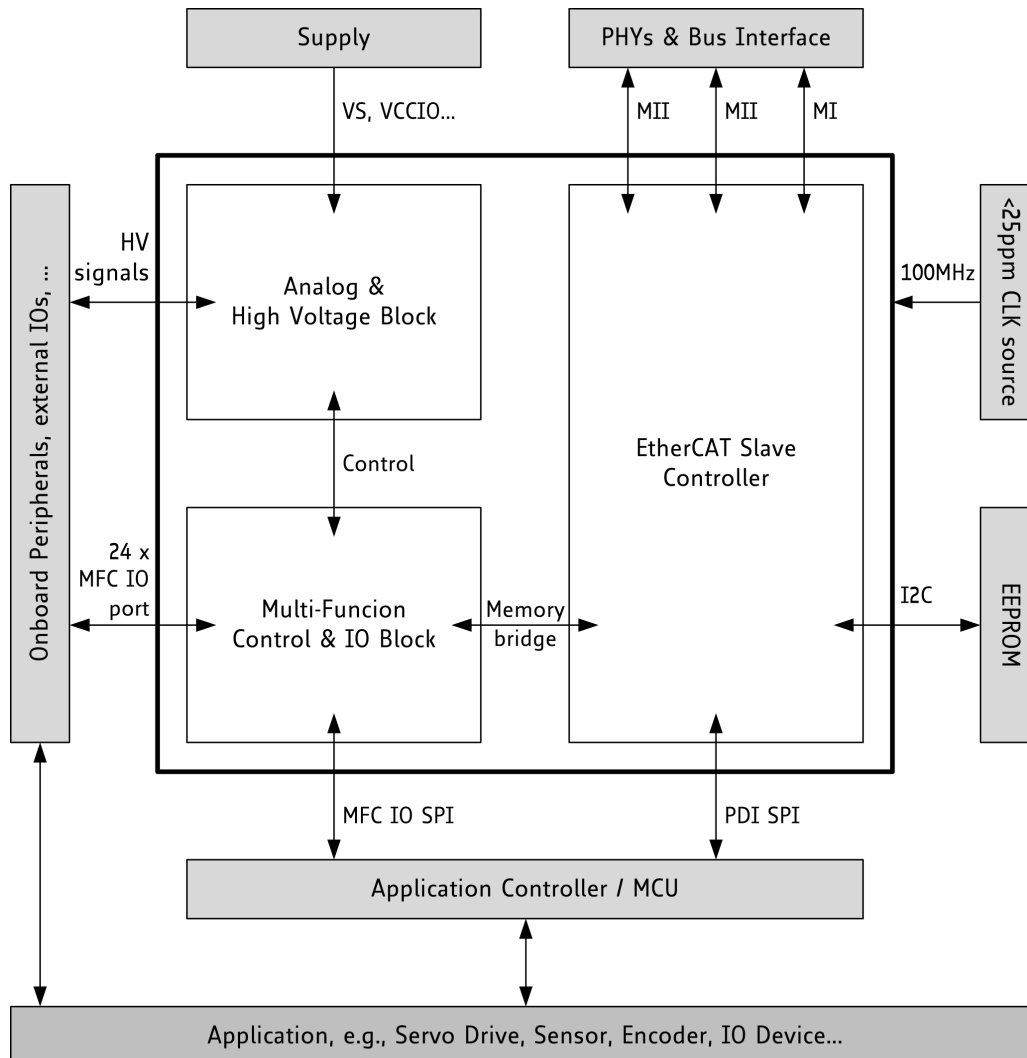 Supply
PHYs & Bus Interface
VS, VCCIO...
MII
MII
MI
Onboard Peripherals, external IOs, ...
HV
signals
Analog &
High Voltage Block
100MHz
<25ppm CLK source
Control
EtherCAT Slave
Controller
24 x
MFC IO
port
Multi-Funcion
Control & IO Block
Memory
bridge
I2C
EEPROM
MFC IO SPI
PDI SPI
Application Controller / MCU
Application, e.g., Servo Drive, Sensor, Encoder, IO Device...